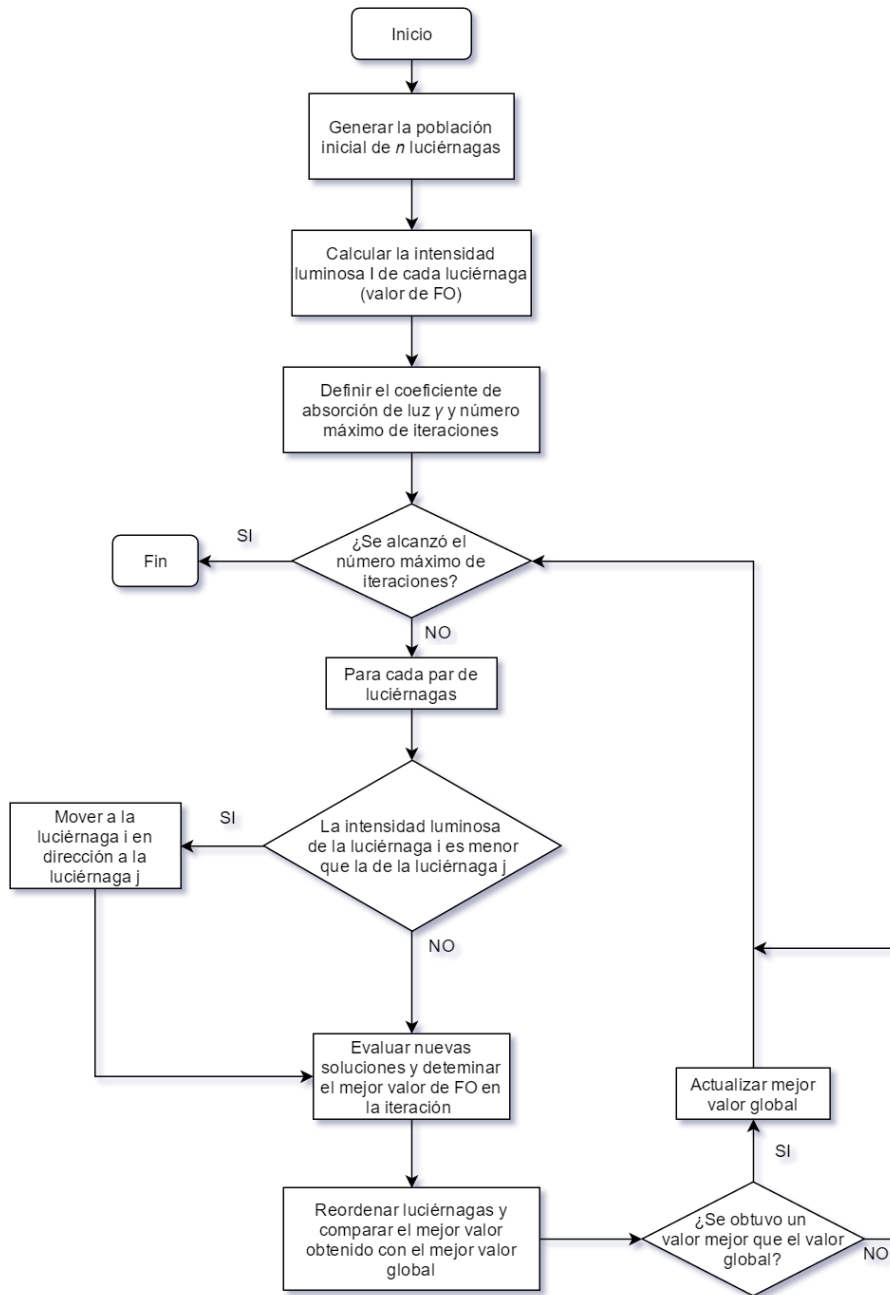 Inicio
Generar la población
inicial de n luciérnagas
Calcular la intensidad
luminosa I de cada luciérnaga
(valor de FO)
Definir el coeficiente de
absorción de luz γ y número
máximo de iteraciones
¿Se alcanzó el
número máximo de
iteraciones?
SI
Fin
NO
Para cada par de
luciérnagas
La intensidad luminosa
de la luciérnaga i es menor
que la de la luciérnaga j
SI
Mover a la
luciérnaga i en
dirección a la
luciérnaga j
NO
Evaluar nuevas
soluciones y deteminar
el mejor valor de FO en
la iteración
Reordenar luciérnagas y
comparar el mejor valor
obtenido con el mejor valor
global
¿Se obtuvo un
valor mejor que el valor
global?
SI
Actualizar mejor
valor global
NO